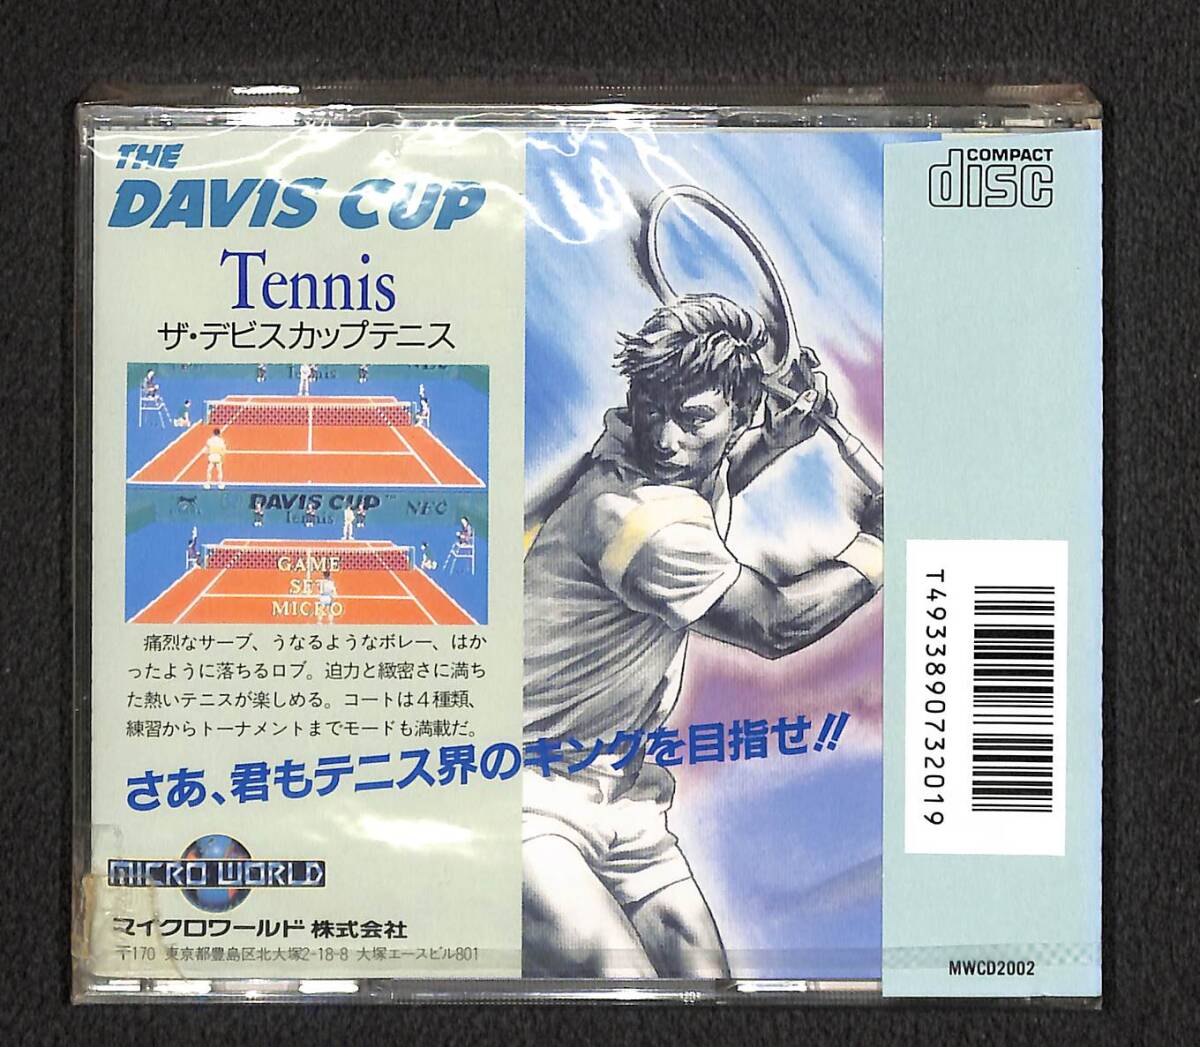 THE
DAVIS CUP
Tennis
ザ・デビスカップテニス
Tennis
NEC
DAVIS CUP™
Tennis
NEC
GAME
SET
MICRO
痛烈なサーブ、うなるようなボレー、はか
ったように落ちるロブ。迫力と緻密さに満ち
た熱いテニスが楽しめる。コートは4種類、
練習からトーナメントまでモードも満載だ。
さあ、君もテニス界のキングを目指せ!!
MICRO WORLD
マイクロワールド株式会社
〒170 東京都豊島区北大塚2-18-8 大塚エースビル801
COMPACT
disc
T4933890732019
MWCD2002